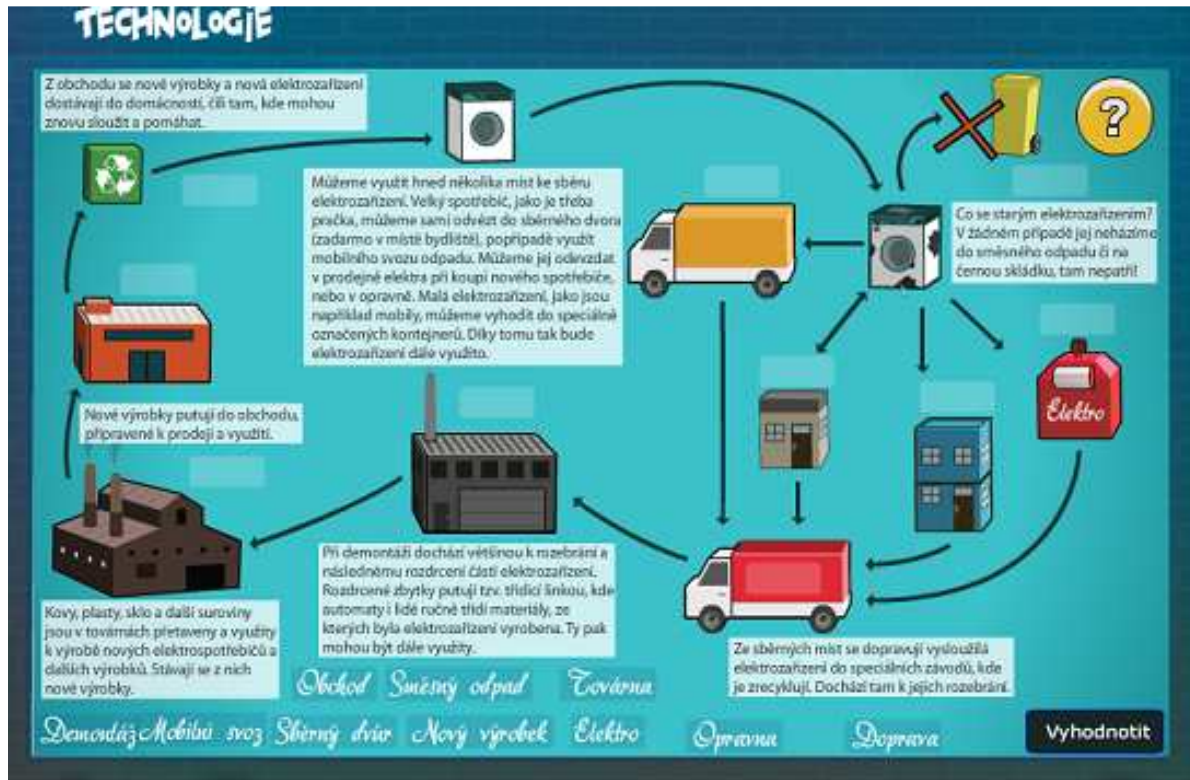 TECHNOLOGIE
Z obchodu se nové výrobky a nová elektrozařízení
dostávají do domácností, čili tam, kde mohou
znovu sloužit a pomáhat.
Můžeme využít hned několika míst ke sběru
elektrozařízení. Velký spotřebič, jako je třeba
pračka, můžeme sami odvézt do sběrného dvora
(zadarmo v místě bydliště), popřípadě využít
mobilního svozu odpadu. Můžeme jej odevzdat
v prodejně elektra při koupi nového spotřebiče,
nebo v opravně. Malá elektrozařízení, jako jsou
například mobily, můžeme vyhodit do speciálně
označených kontejnerů. Díky tomu tak bude
elektrozařízení dále využito.
Co se starým elektrozařízením?
V žádném případě jej neházíme
do směsného odpadu či na
černou skládku, tam nepatří!
Elektro
Nové výrobky putují do obchodu,
připravené k prodeji a využití.
Při demontáži dochází většinou k rozebrání a
následnému rozdrcení částí elektrozařízení.
Rozdrcené zbytky putují tzv. třídicí linkou, kde
automaty i lidé ručně třídí materiály, ze
kterých byla elektrozařízení vyrobena. Ty pak
mohou být dále využity.
Kovy, plasty, sklo a další suroviny
jsou v továrnách přetaveny a využity
k výrobě nových elektrospotřebičů a
dalších výrobků. Stávají se z nich
nové výrobky.
Ze sběrných míst se dopravují vysloužilá
elektrozařízení do speciálních závodů, kde
je zrecyklují. Dochází tam k jejich rozebrání.
Obchod Směsný odpad Továrna
Demontáž Mobilní svoz Sběrný dvůr Nový výrobek Elektro Opravna Doprava
Vyhodnotit